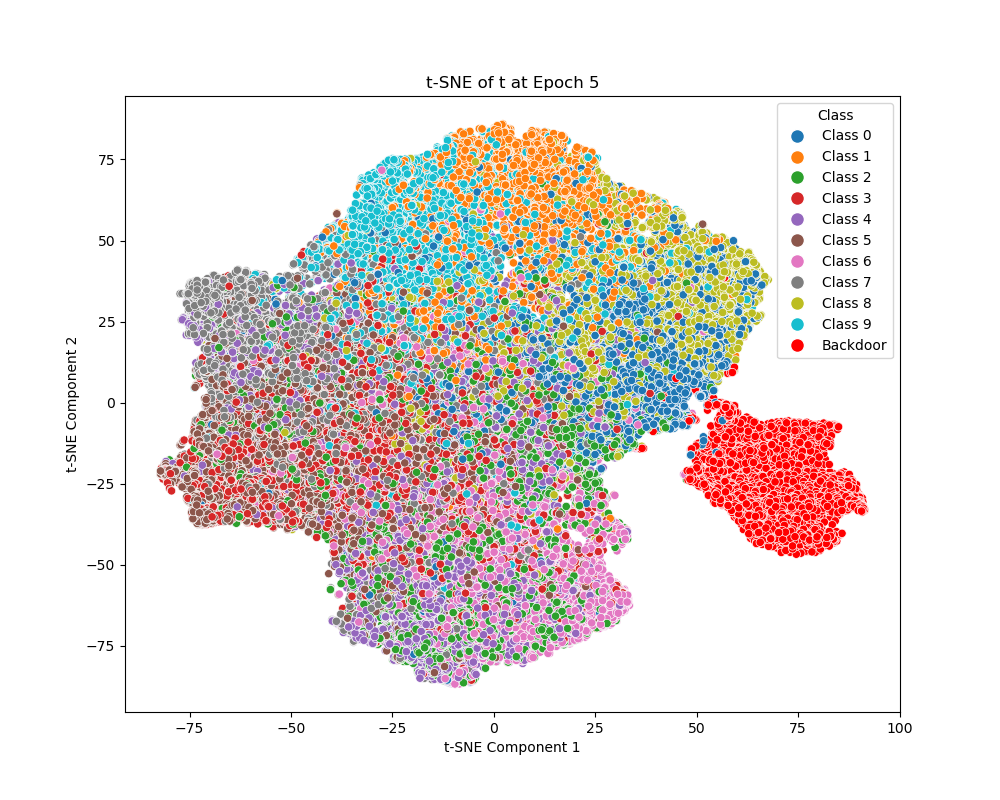 t-SNE of t at Epoch 5
Class
Class 0
Class 1
Class 2
Class 3
Class 4
Class 5
Class 6
Class 7
Class 8
Class 9
Backdoor
t-SNE Component 2
75
50
25
0
−25
−50
−75
−75
−50
−25
0
25
50
75
100
t-SNE Component 1